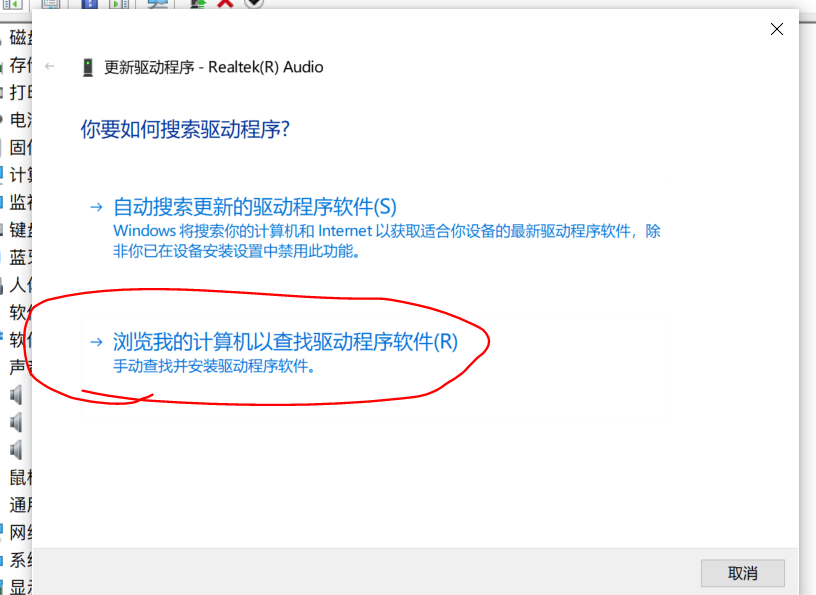 更新驱动程序 - Realtek(R) Audio
你要如何搜索驱动程序?
自动搜索更新的驱动程序软件(S)
Windows 将搜索你的计算机和 Internet 以获取适合你设备的最新驱动程序软件，除
非你已在设备安装设置中禁用此功能。
浏览我的计算机以查找驱动程序软件(R)
手动查找并安装驱动程序软件。
取消
磁
打
计
监
键
蓝
人
软
软
声
鼠
通
网
系
显